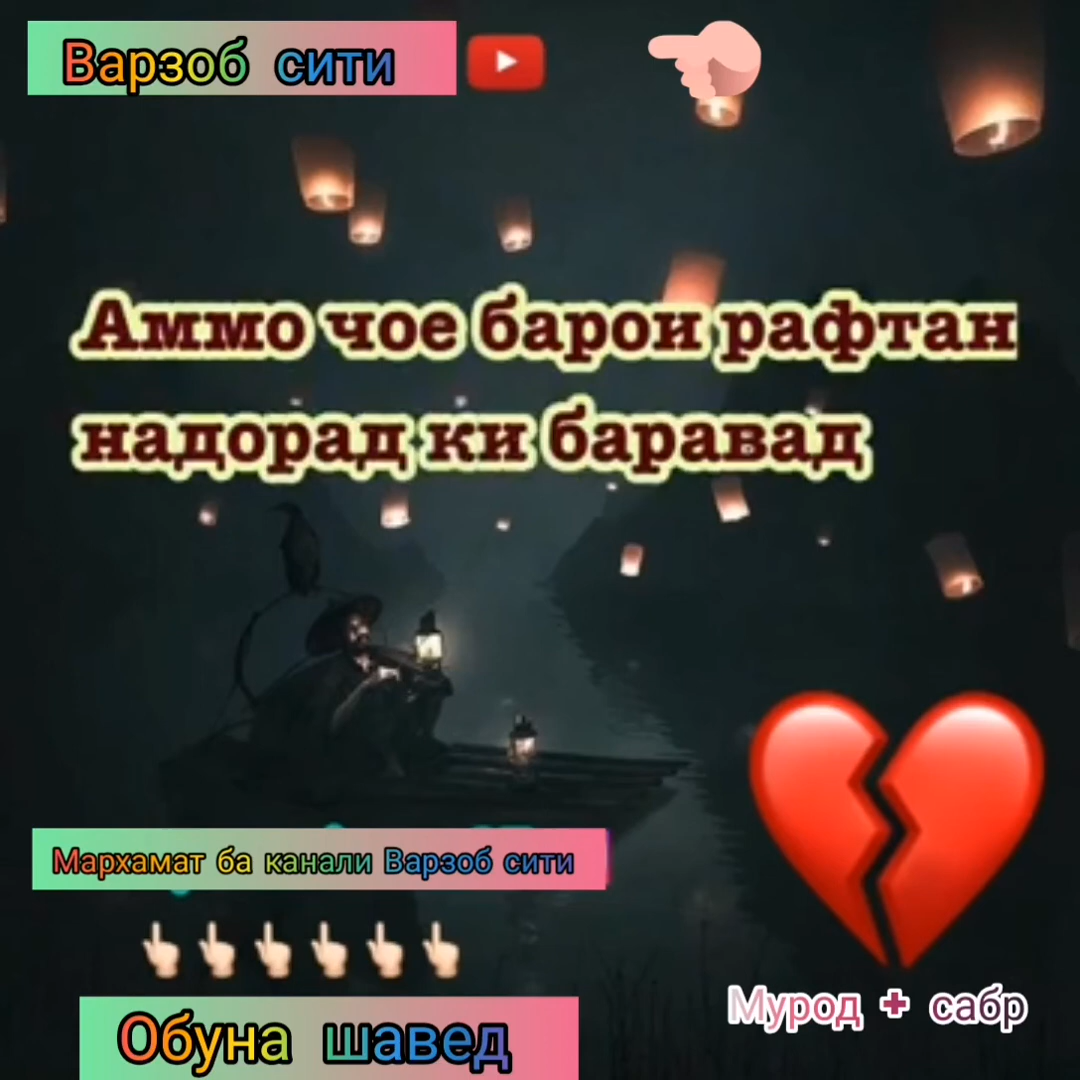 Варзоб сити
Аммо чое барои рафтан
надорад ки баравад
Мархамат ба канали Варзоб сити
Обуна шавед
Мурод + сабр